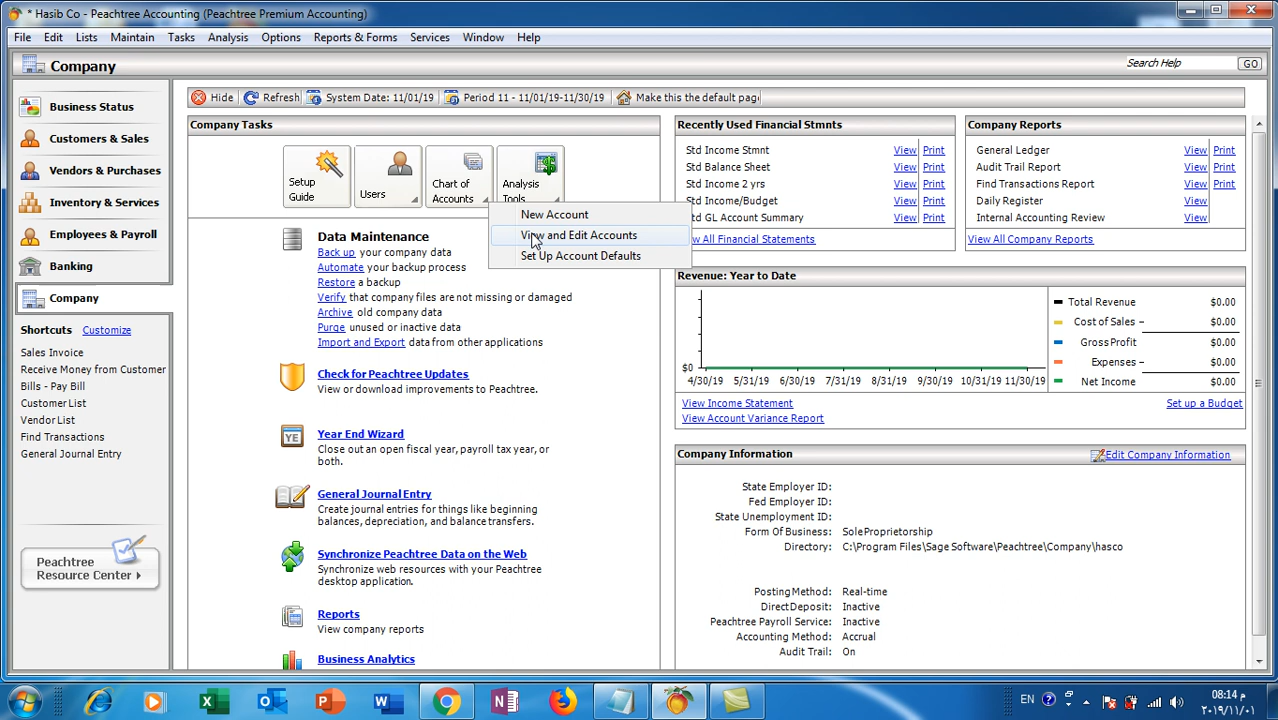 * Hasib Co - Peachtree Accounting (Peachtree Premium Accounting)
File Edit Lists Maintain Tasks Analysis Options Reports & Forms Services Window Help
Company
Search Help GO
Business Status
Customers & Sales
Vendors & Purchases
Inventory & Services
Employees & Payroll
Banking
Company
Shortcuts Customize
Sales Invoice
Receive Money from Customer
Bills - Pay Bill
Customer List
Vendor List
Find Transactions
General Journal Entry
Peachtree
Resource Center
Hide Refresh System Date: 11/01/19 Period 11 - 11/01/19-11/30/19 Make this the default page
Company Tasks
Setup
Guide
Users
Chart of
Accounts
Analysis
Tools
New Account
View and Edit Accounts
Set Up Account Defaults
Data Maintenance
Back up your company data
Automate your backup process
Restore a backup
Verify that company files are not missing or damaged
Archive old company data
Purge unused or inactive data
Import and Export data from other applications
Check for Peachtree Updates
View or download improvements to Peachtree.
YE
Year End Wizard
Close out an open fiscal year, payroll tax year, or
both.
General Journal Entry
Create journal entries for things like beginning
balances, depreciation, and balance transfers.
Synchronize Peachtree Data on the Web
Synchronize web resources with your Peachtree
desktop application.
Reports
View company reports
Business Analytics
Recently Used Financial Stmnts
Std Income Stmnt View Print
Std Balance Sheet View Print
Std Income 2 yrs View Print
Std Income/Budget View Print
Std GL Account Summary View Print
View All Financial Statements
Company Reports
General Ledger View Print
Audit Trail Report View Print
Find Transactions Report View Print
Daily Register View Print
Internal Accounting Review View Print
View All Company Reports
Revenue: Year to Date
$0
4/30/19 5/31/19 6/30/19 7/31/19 8/31/19 9/30/19 10/31/19 11/30/19
Total Revenue $0.00
Cost of Sales - $0.00
Gross Profit $0.00
Expenses - $0.00
Net Income $0.00
View Income Statement Set up a Budget
View Account Variance Report
Company Information Edit Company Information
State Employer ID:
Fed Employer ID:
State Unemployment ID:
Form Of Business: Sole Proprietorship
Directory: C:\Program Files\Sage Software\Peachtree\Company\hasco
Posting Method: Real-time
Direct Deposit: Inactive
Peachtree Payroll Service: Inactive
Accounting Method: Accrual
Audit Trail: On
EN
08:14 م
٢٠١٩/١١/٠١